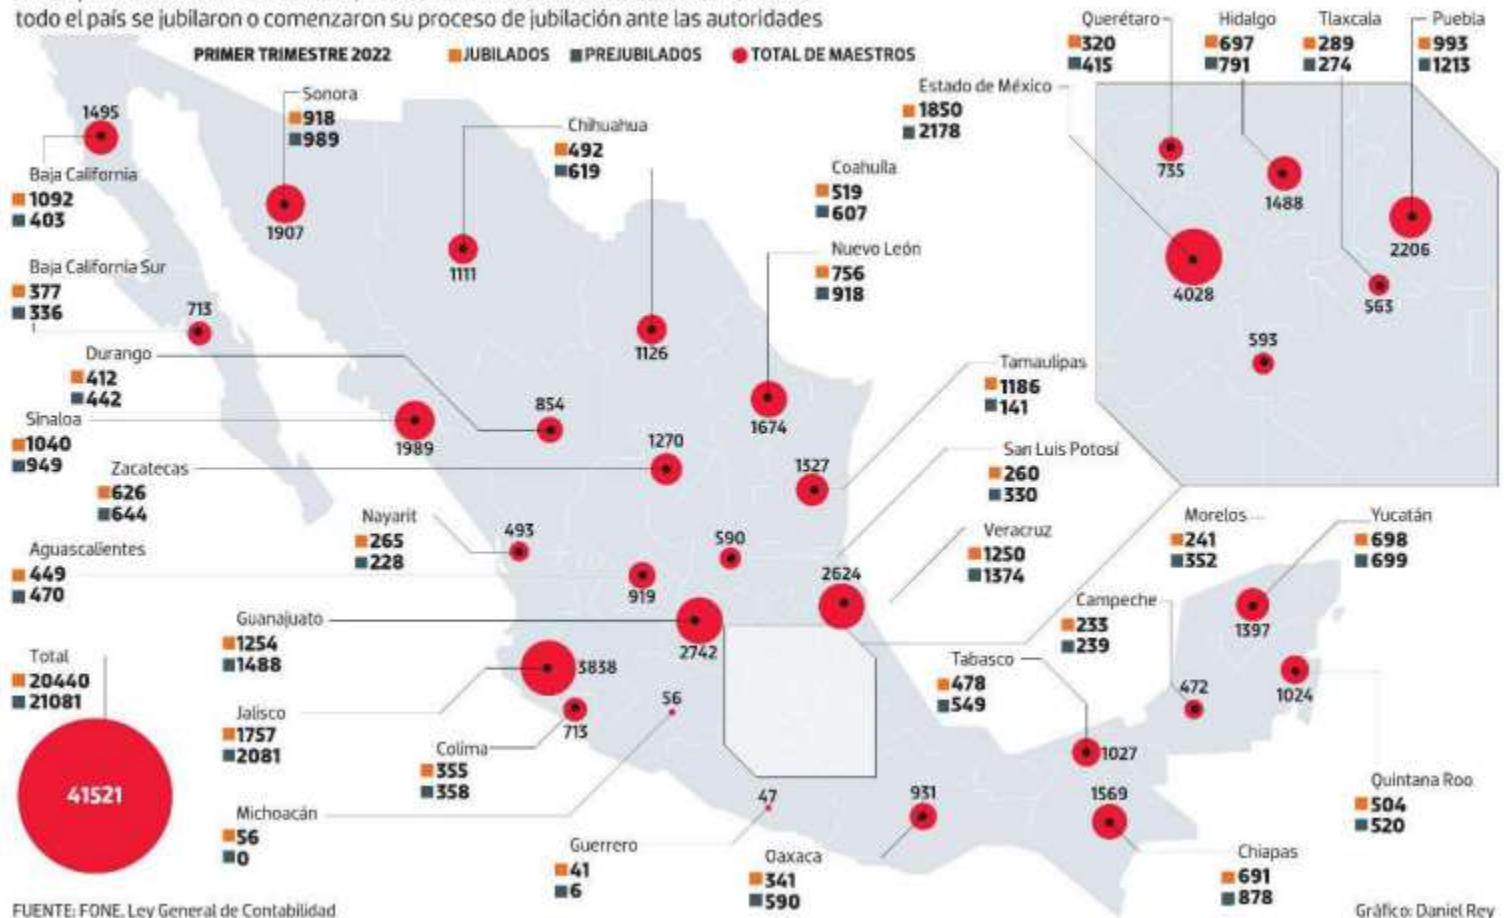 todo el país se jubilaron o comenzaron su proceso de jubilación ante las autoridades
PRIMER TRIMESTRE 2022
JUBILADOS
PREJUBILADOS
TOTAL DE MAESTROS
1495
Baja California
1092
403
Sonora
918
989
1907
Chihuahua
492
619
1111
Coahulla
519
607
1126
Nuevo León
756
918
1674
Estado de México
1850
2178
4028
Querétaro
320
415
735
Hidalgo
697
791
1488
Tlaxcala
289
274
563
Puebla
993
1213
2206
593
Baja California Sur
377
336
713
Durango
412
442
854
Sinaloa
1040
949
1989
Zacatecas
626
644
1270
Tamaulipas
1186
141
1327
San Luis Potosí
260
330
590
Nayarit
265
228
493
Aguascalientes
449
470
919
Veracruz
1250
1374
2624
Morelos
241
352
Yucatán
698
699
1397
Campeche
233
239
472
Guanajuato
1254
1488
2742
Total
20440
21081
41521
Jalisco
1757
2081
3838
Colima
355
358
713
Tabasco
478
549
1027
1024
Quintana Roo
504
520
Michoacán
56
0
56
Guerrero
41
6
47
Oaxaca
341
590
931
1569
Chiapas
691
878
FUENTE: FONE, Ley General de Contabilidad
Gráfico: Daniel Rey